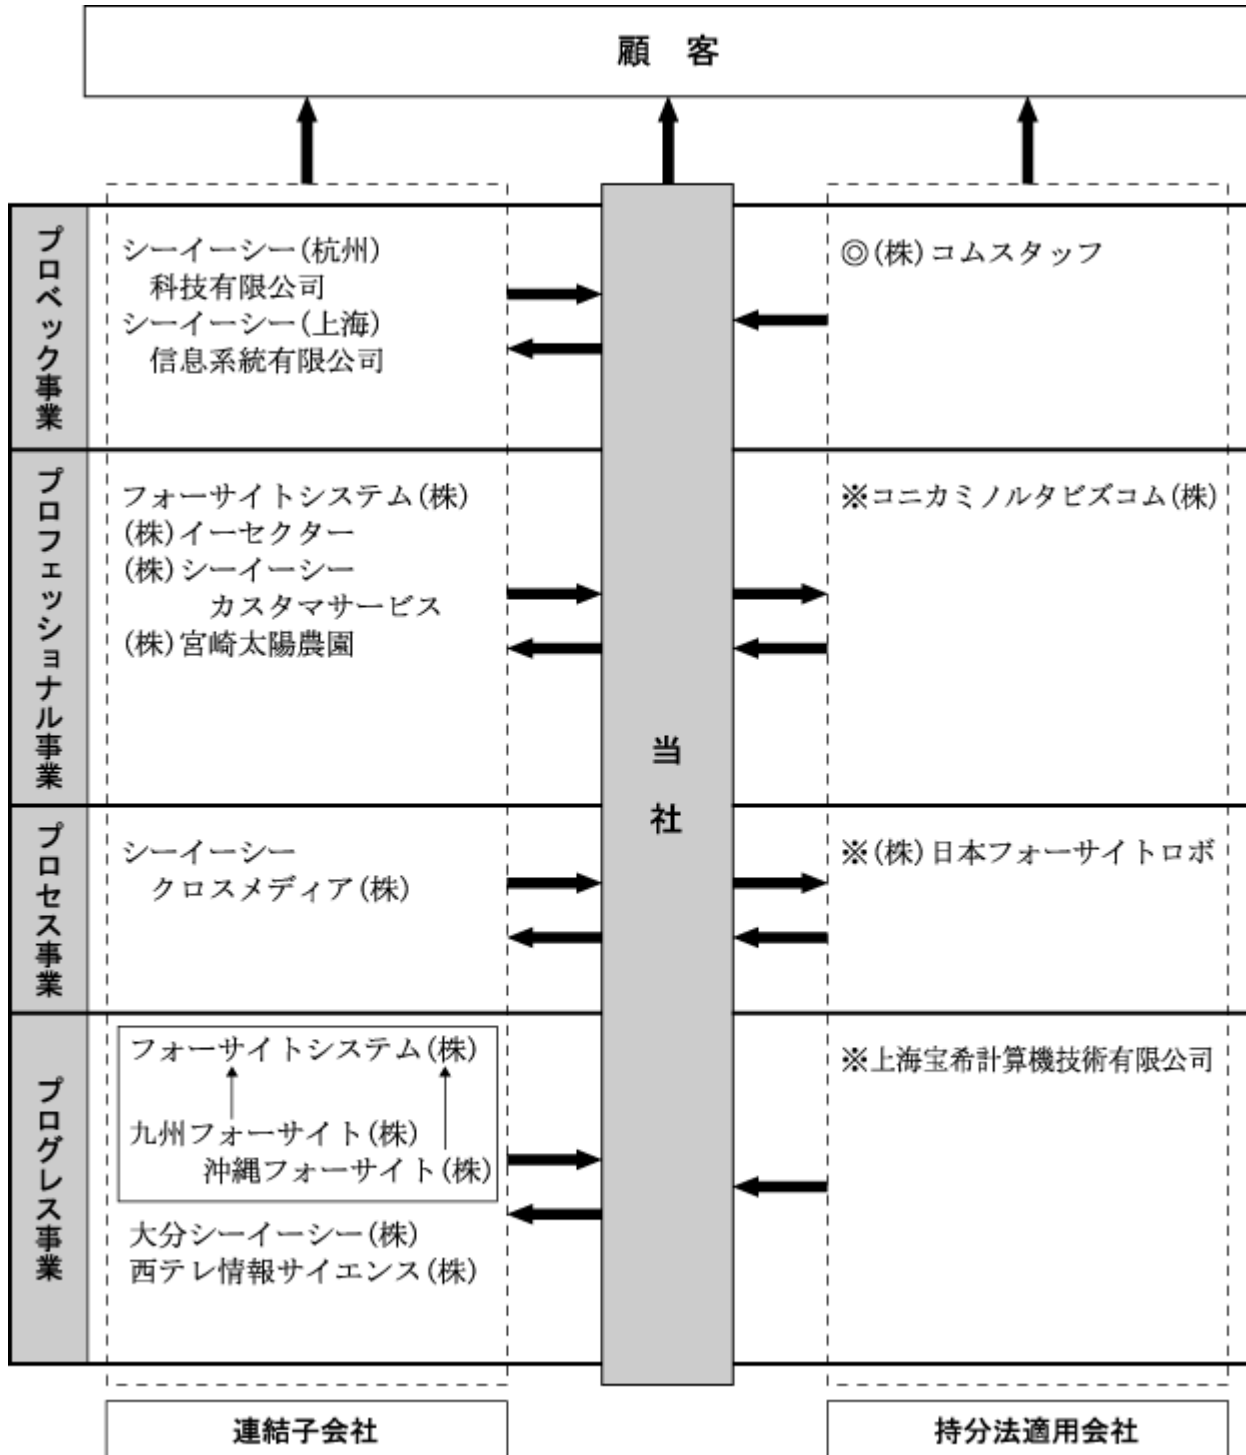 顧 客
プロベック事業
シーイーシー(杭州)
科技有限公司
シーイーシー(上海)
信息系統有限公司
◎(株)コムスタッフ
プロフェッショナル事業
フォーサイトシステム(株)
(株)イーセクター
(株)シーイーシー
カスタマサービス
(株)宮崎太陽農園
※コニカミノルタビズコム(株)
当社
プロセス事業
シーイーシー
クロスメディア(株)
※(株)日本フォーサイトロボ
プログレス事業
フォーサイトシステム(株)
九州フォーサイト(株)
沖縄フォーサイト(株)
大分シーイーシー(株)
西テレ情報サイエンス(株)
※上海宝希計算機技術有限公司
連結子会社
持分法適用会社